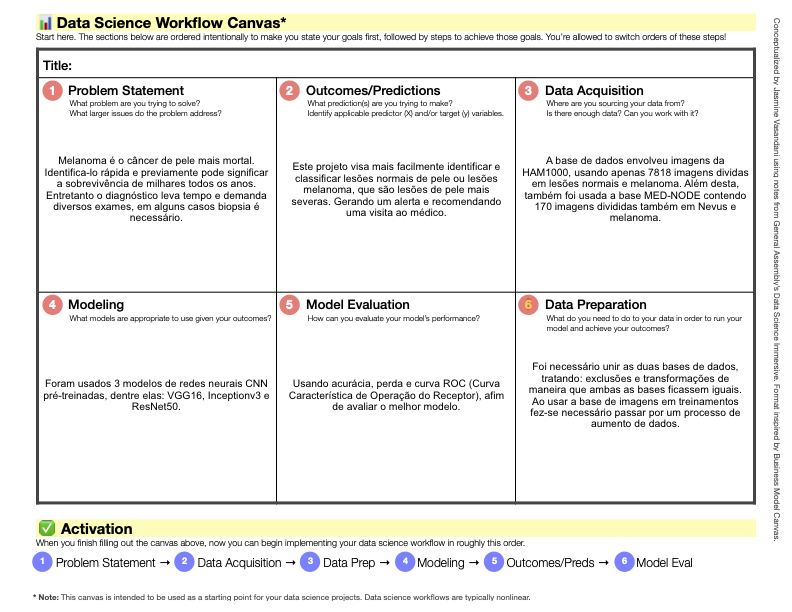 Data Science Workflow Canvas*
Start here. The sections below are ordered intentionally to make you state your goals first, followed by steps to achieve those goals. You're allowed to switch orders of these steps!
Title:
1 Problem Statement
What problem are you trying to solve?
What larger issues do the problem address?
Melanoma é o câncer de pele mais mortal.
Identifica-lo rápida e previamente pode significar
a sobrevivência de milhares todos os anos.
Entretanto o diagnóstico leva tempo e demanda
diversos exames, em alguns casos biopsia é
necessário.
2 Outcomes/Predictions
What prediction(s) are you trying to make?
Identify applicable predictor (X) and/or target (y) variables.
Este projeto visa mais facilmente identificar e
classificar lesões normais de pele ou lesões
melanoma, que são lesões de pele mais
severas. Gerando um alerta e recomendando
uma visita ao médico.
3 Data Acquisition
Where are you sourcing your data from?
Is there enough data? Can you work with it?
A base de dados envolveu imagens da
HAM1000, usando apenas 7818 imagens dividas
em lesões normais e melanoma. Além desta,
também foi usada a base MED-NODE contendo
170 imagens divididas também em Nevus e
melanoma.
4 Modeling
What models are appropriate to use given your outcomes?
Foram usados 3 modelos de redes neurais CNN
pré-treinadas, dentre elas: VGG16, Inceptionv3 e
ResNet50.
5 Model Evaluation
How can you evaluate your model's performance?
Usando acurácia, perda e curva ROC (Curva
Característica de Operação do Receptor), afim
de avaliar o melhor modelo.
6 Data Preparation
What do you need to do to your data in order to run your
model and achieve your outcomes?
Foi necessário unir as duas bases de dados,
tratando: exclusões e transformações de
maneira que ambas as bases ficassem iguais.
Ao usar a base de imagens em treinamentos
fez-se necessário passar por um processo de
aumento de dados.
Activation
When you finish filling out the canvas above, now you can begin implementing your data science workflow in roughly this order.
1 Problem Statement → 2 Data Acquisition → 3 Data Prep → 4 Modeling → 5 Outcomes/Preds → 6 Model Eval
* Note: This canvas is intended to be used as a starting point for your data science projects. Data science workflows are typically nonlinear.
Conceptualized by Jasmine Vasandani using notes from General Assembly's Data Science Immersive. Format inspired by Business Model Canvas.